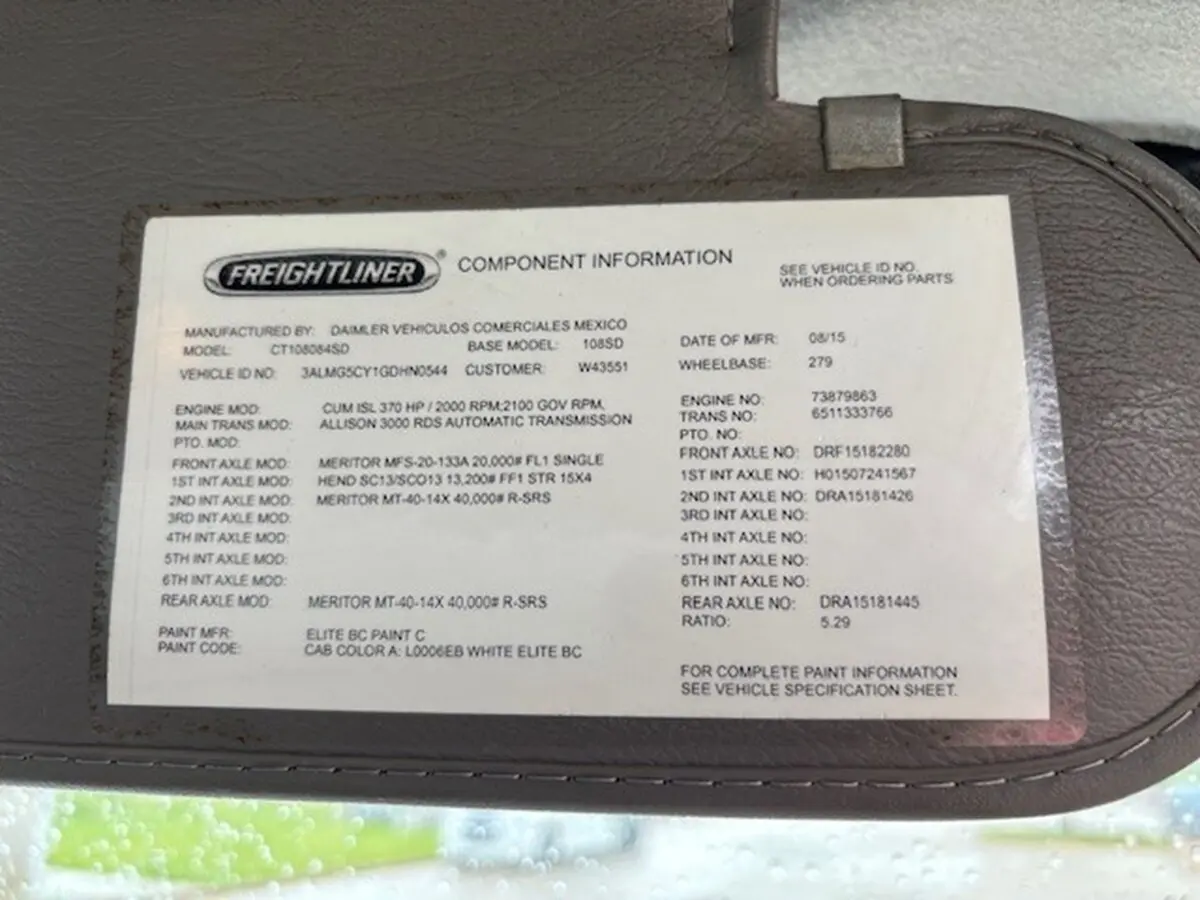 FREIGHTLINER® COMPONENT INFORMATION
SEE VEHICLE ID NO.
WHEN ORDERING PARTS
MANUFACTURED BY: DAIMLER VEHICULOS COMERCIALES MEXICO
DATE OF MFR: 08/15
MODEL: CT108084SD BASE MODEL: 108SD
WHEELBASE: 279
VEHICLE ID NO: 3ALMG5CY1GDHN0544 CUSTOMER: W43551
ENGINE MOD: CUM ISL 370 HP / 2000 RPM;2100 GOV RPM,
ENGINE NO: 73879863
MAIN TRANS MOD: ALLISON 3000 RDS AUTOMATIC TRANSMISSION
TRANS NO: 6511333766
PTO. MOD:
PTO. NO:
FRONT AXLE MOD: MERITOR MFS-20-133A 20,000# FL1 SINGLE
FRONT AXLE NO: DRF15182280
1ST INT AXLE MOD: HEND SC13/SCO13 13,200# FF1 STR 15X4
1ST INT AXLE NO: H01507241567
2ND INT AXLE MOD: MERITOR MT-40-14X 40,000# R-SRS
2ND INT AXLE NO: DRA15181426
3RD INT AXLE MOD:
3RD INT AXLE NO:
4TH INT AXLE MOD:
4TH INT AXLE NO:
5TH INT AXLE MOD:
5TH INT AXLE NO:
6TH INT AXLE MOD:
6TH INT AXLE NO:
REAR AXLE MOD: MERITOR MT-40-14X 40,000# R-SRS
REAR AXLE NO: DRA15181445
RATIO: 5.29
PAINT MFR: ELITE BC PAINT C
PAINT CODE: CAB COLOR A: L0006EB WHITE ELITE BC
FOR COMPLETE PAINT INFORMATION
SEE VEHICLE SPECIFICATION SHEET.